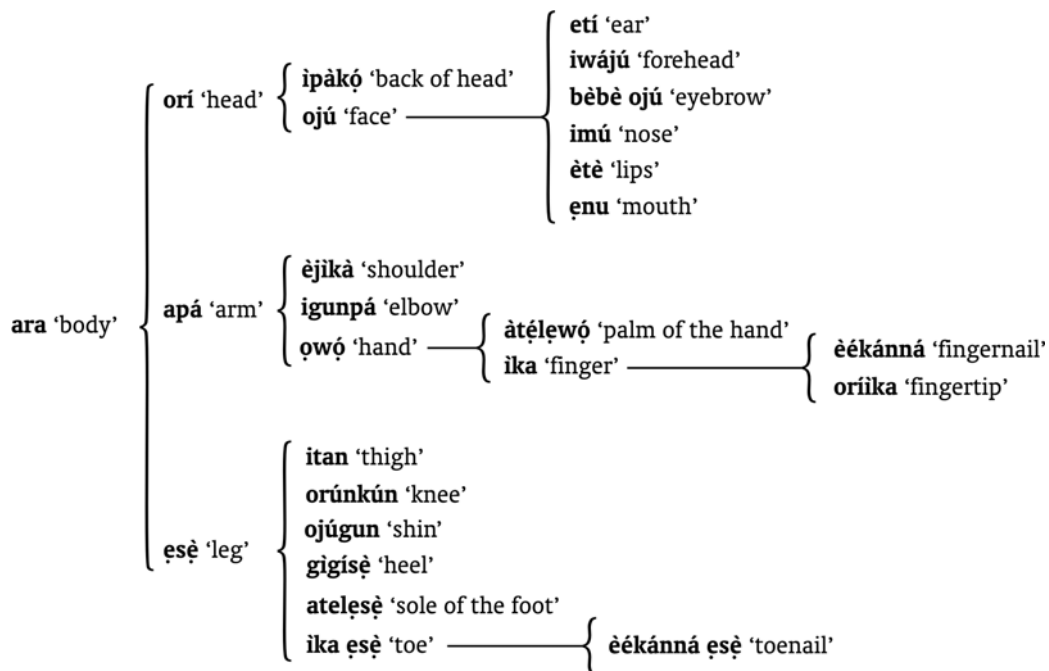 ara ‘body’
orí ‘head’
ìpàkọ́ ‘back of head’
ojú ‘face’
etí ‘ear’
iwájú ‘forehead’
bèbè ojú ‘eyebrow’
imú ‘nose’
ètè ‘lips’
ẹnu ‘mouth’
apá ‘arm’
èjìkà ‘shoulder’
igunpá ‘elbow’
ọwọ́ ‘hand’
àtẹ́lẹwọ́ ‘palm of the hand’
ìka ‘finger’
èékánná ‘fingernail’
oríìka ‘fingertip’
ẹsẹ̀ ‘leg’
itan ‘thigh’
orúnkún ‘knee’
ojúgun ‘shin’
gìgísẹ̀ ‘heel’
atelẹsẹ̀ ‘sole of the foot’
ìka ẹsẹ̀ ‘toe’
èékánná ẹsẹ̀ ‘toenail’